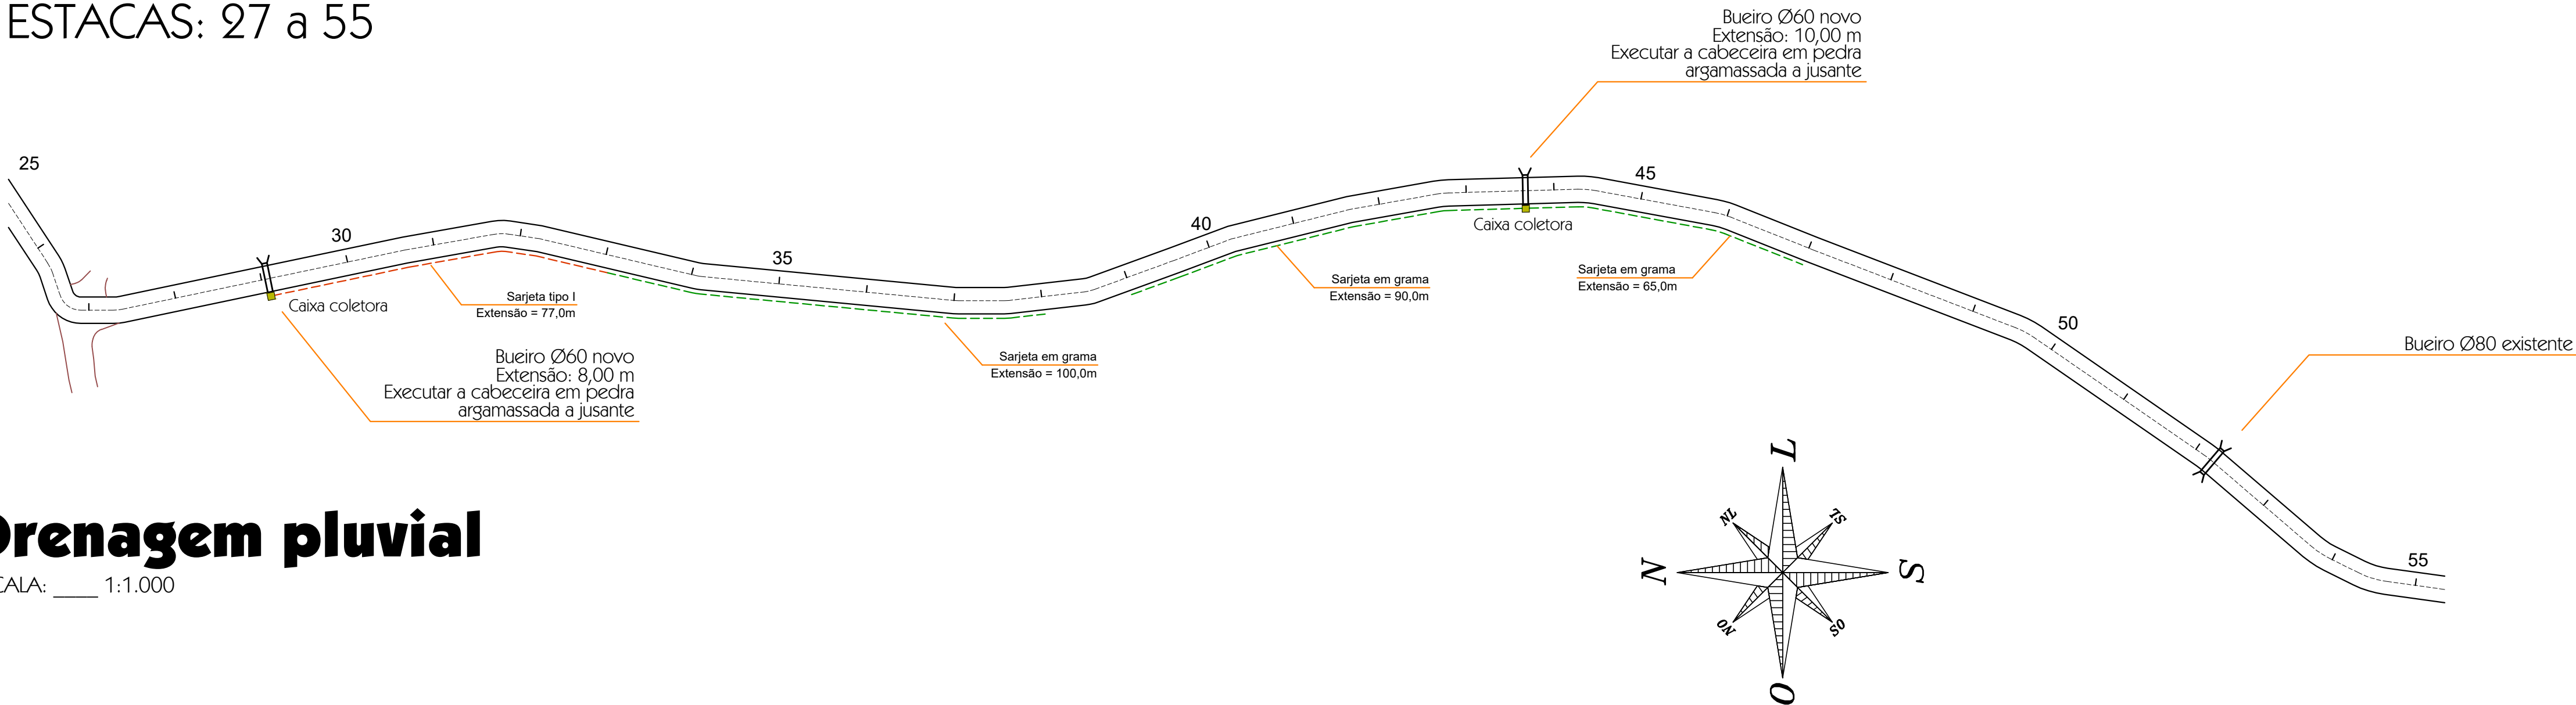 ESTACAS: 27 a 55
Bueiro Ø60 novo
Extensão: 10,00 m
Executar a cabeceira em pedra
argamassada a jusante
25
30
35
40
45
50
55
Caixa coletora
Sarjeta tipo I
Extensão = 77,0m
Bueiro Ø60 novo
Extensão: 8,00 m
Executar a cabeceira em pedra
argamassada a jusante
Sarjeta em grama
Extensão = 100,0m
Sarjeta em grama
Extensão = 90,0m
Caixa coletora
Sarjeta em grama
Extensão = 65,0m
Bueiro Ø80 existente
Drenagem pluvial
CALA: ____ 1:1.000
L
NL
SL
N
S
NO
SO
O